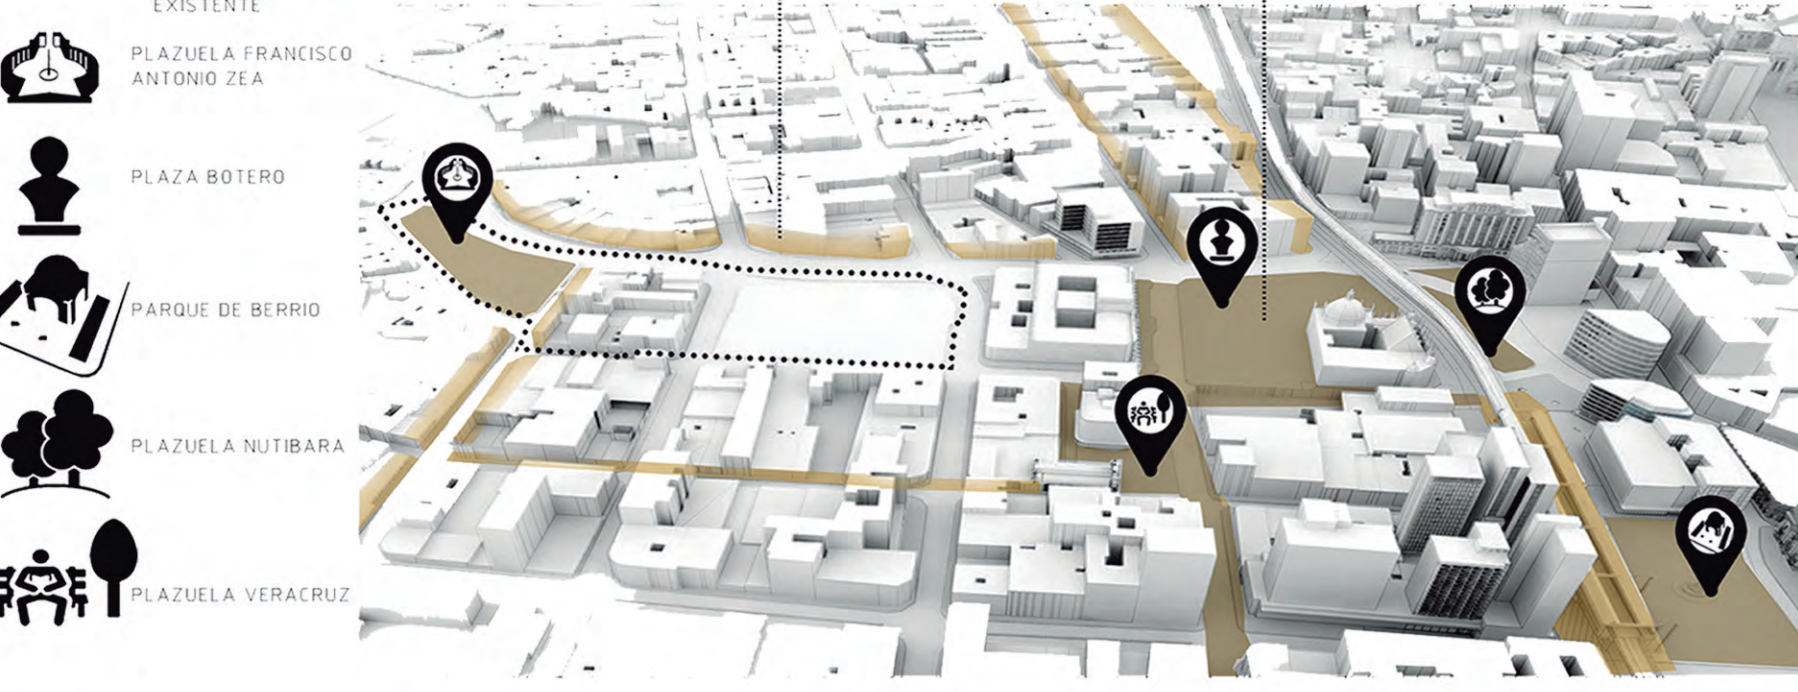 EXISTENTE
PLAZUELA FRANCISCO
ANTONIO ZEA
PLAZA BOTERO
PARQUE DE BERRIO
PLAZUELA NUTIBARA
PLAZUELA VERACRUZ